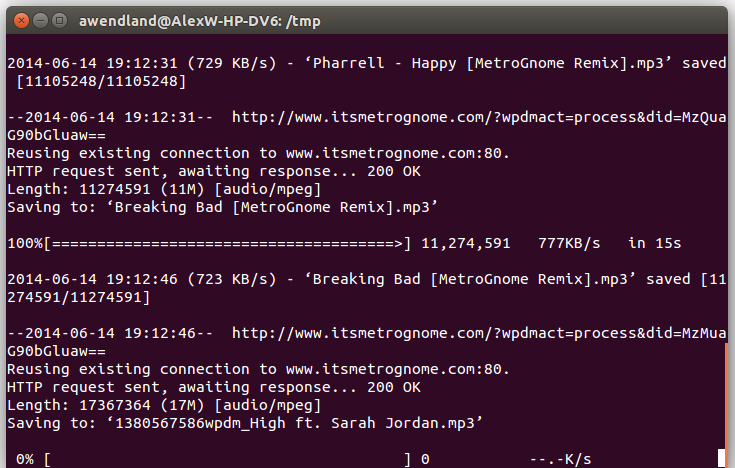 awendland@AlexW-HP-DV6: /tmp
2014-06-14 19:12:31 (729 KB/s) - ‘Pharrell - Happy [MetroGnome Remix].mp3’ saved
 [11105248/11105248]
--2014-06-14 19:12:31--  http://www.itsmetrognome.com/?wpdmact=process&did=MzQua
G90bGluaw==
Reusing existing connection to www.itsmetrognome.com:80.
HTTP request sent, awaiting response... 200 OK
Length: 11274591 (11M) [audio/mpeg]
Saving to: ‘Breaking Bad [MetroGnome Remix].mp3’
100%[======================================>] 11,274,591   777KB/s   in 15s
2014-06-14 19:12:46 (723 KB/s) - ‘Breaking Bad [MetroGnome Remix].mp3’ saved [11
274591/11274591]
--2014-06-14 19:12:46--  http://www.itsmetrognome.com/?wpdmact=process&did=MzMua
G90bGluaw==
Reusing existing connection to www.itsmetrognome.com:80.
HTTP request sent, awaiting response... 200 OK
Length: 17367364 (17M) [audio/mpeg]
Saving to: ‘1380567586wpdm_High ft. Sarah Jordan.mp3’
 0% [                                       ] 0           --.-K/s